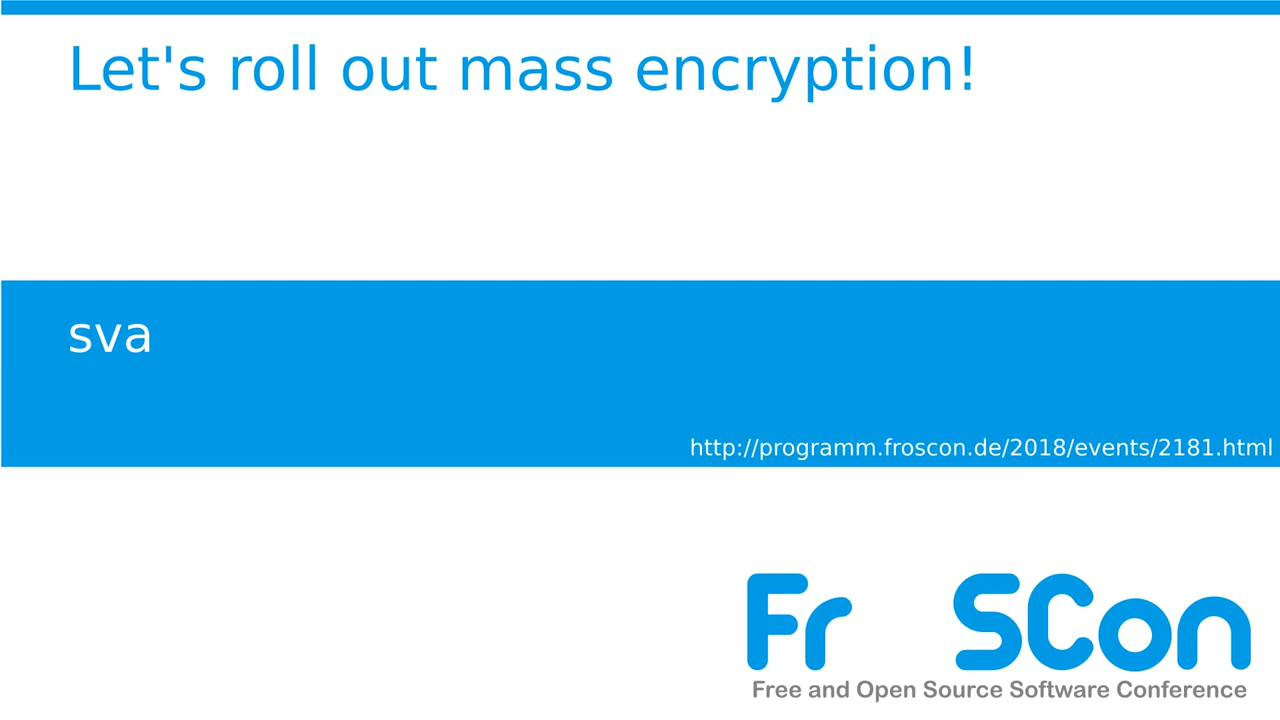 Let's roll out mass encryption!
sva
http://programm.froscon.de/2018/events/2181.html
Fr SCon
Free and Open Source Software Conference